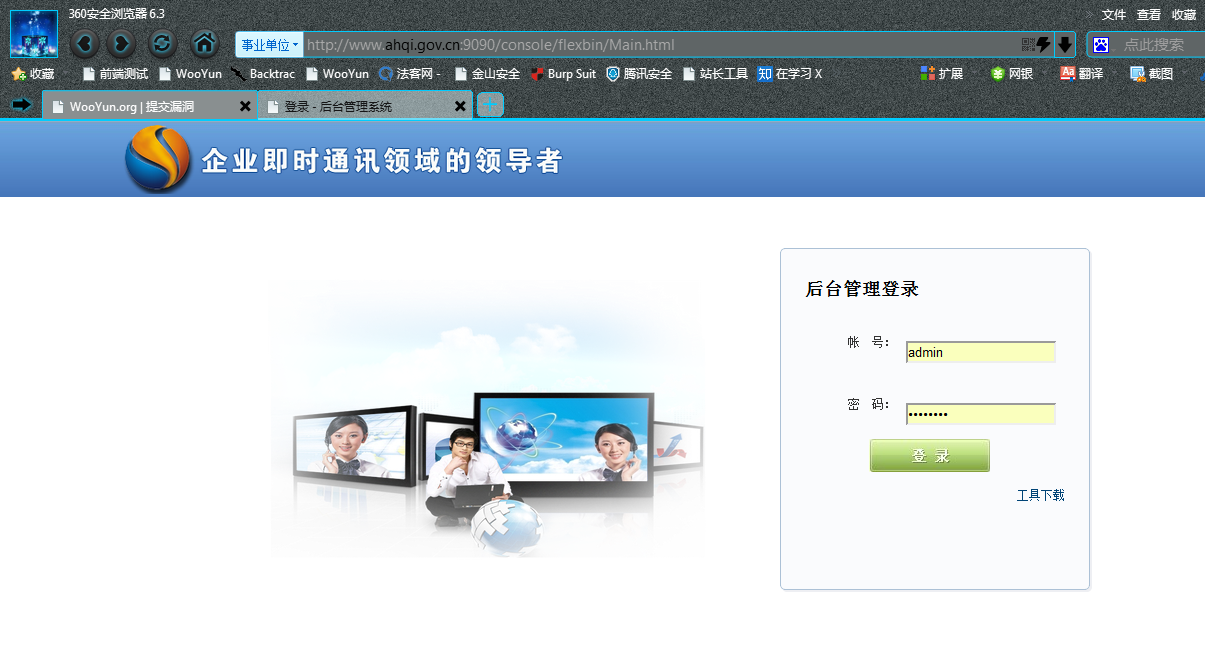 360安全浏览器 6.3
文件 查看 收藏
事业单位 http://www.ahqi.gov.cn:9090/console/flexbin/Main.html 点此搜索
收藏 前端测试 WooYun Backtrac WooYun 法客网 - 金山安全 Burp Suit 腾讯安全 站长工具 知 在学习 X 扩展 网银 Aa 翻译 截图
WooYun.org | 提交漏洞 登录 - 后台管理系统
企业即时通讯领域的领导者
后台管理登录
帐 号： admin
密 码： ••••••••
登 录
工具下载